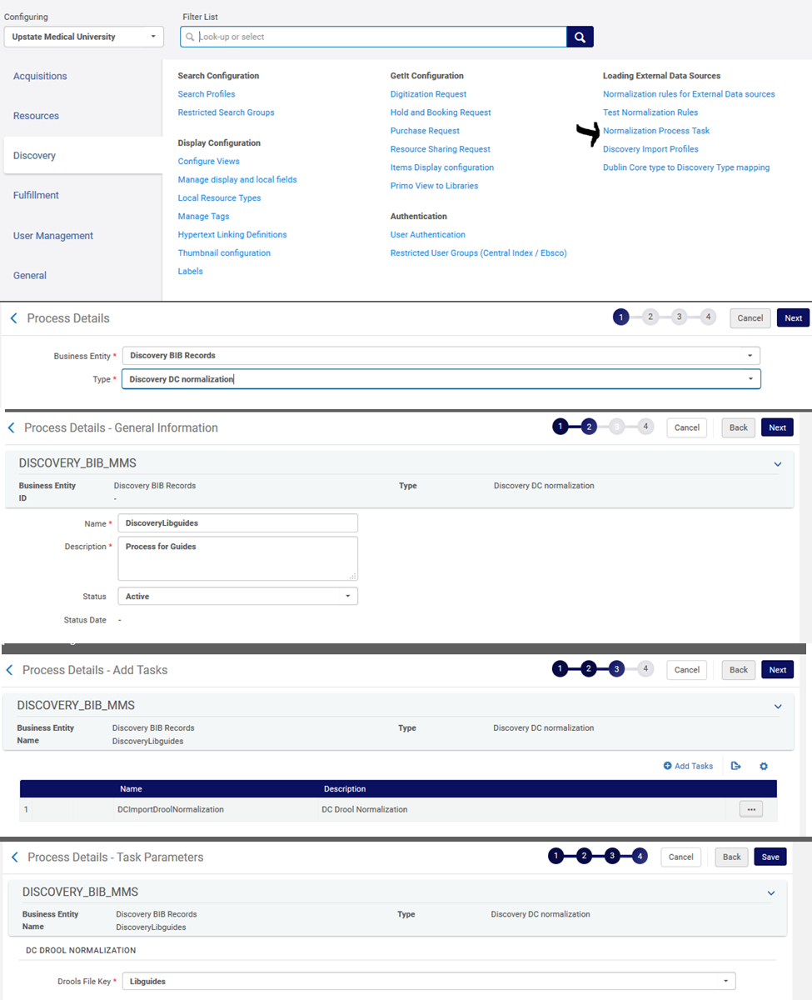 Configuring
Filter List
Upstate Medical University
Look-up or select
Acquisitions
Resources
Discovery
Fulfillment
User Management
General
Search Configuration
Search Profiles
Restricted Search Groups
Display Configuration
Configure Views
Manage display and local fields
Local Resource Types
Manage Tags
Hypertext Linking Definitions
Thumbnail configuration
Labels
GetIt Configuration
Digitization Request
Hold and Booking Request
Purchase Request
Resource Sharing Request
Items Display configuration
Primo View to Libraries
Authentication
User Authentication
Restricted User Groups (Central Index / Ebsco)
Loading External Data Sources
Normalization rules for External Data sources
Test Normalization Rules
Normalization Process Task
Discovery Import Profiles
Dublin Core type to Discovery Type mapping
Process Details
1 2 3 4 Cancel Next
Business Entity * Discovery BIB Records
Type * Discovery DC normalization
Process Details - General Information
1 2 3 4 Cancel Back Next
DISCOVERY_BIB_MMS
Business Entity Discovery BIB Records Type Discovery DC normalization
ID -
Name * DiscoveryLibguides
Description * Process for Guides
Status Active
Status Date -
Process Details - Add Tasks
1 2 3 4 Cancel Back Next
DISCOVERY_BIB_MMS
Business Entity Discovery BIB Records Type Discovery DC normalization
Name DiscoveryLibguides
Add Tasks
Name Description
1 DCImportDroolNormalization DC Drool Normalization
Process Details - Task Parameters
1 2 3 4 Cancel Back Save
DISCOVERY_BIB_MMS
Business Entity Discovery BIB Records Type Discovery DC normalization
Name DiscoveryLibguides
DC DROOL NORMALIZATION
Drools File Key * Libguides